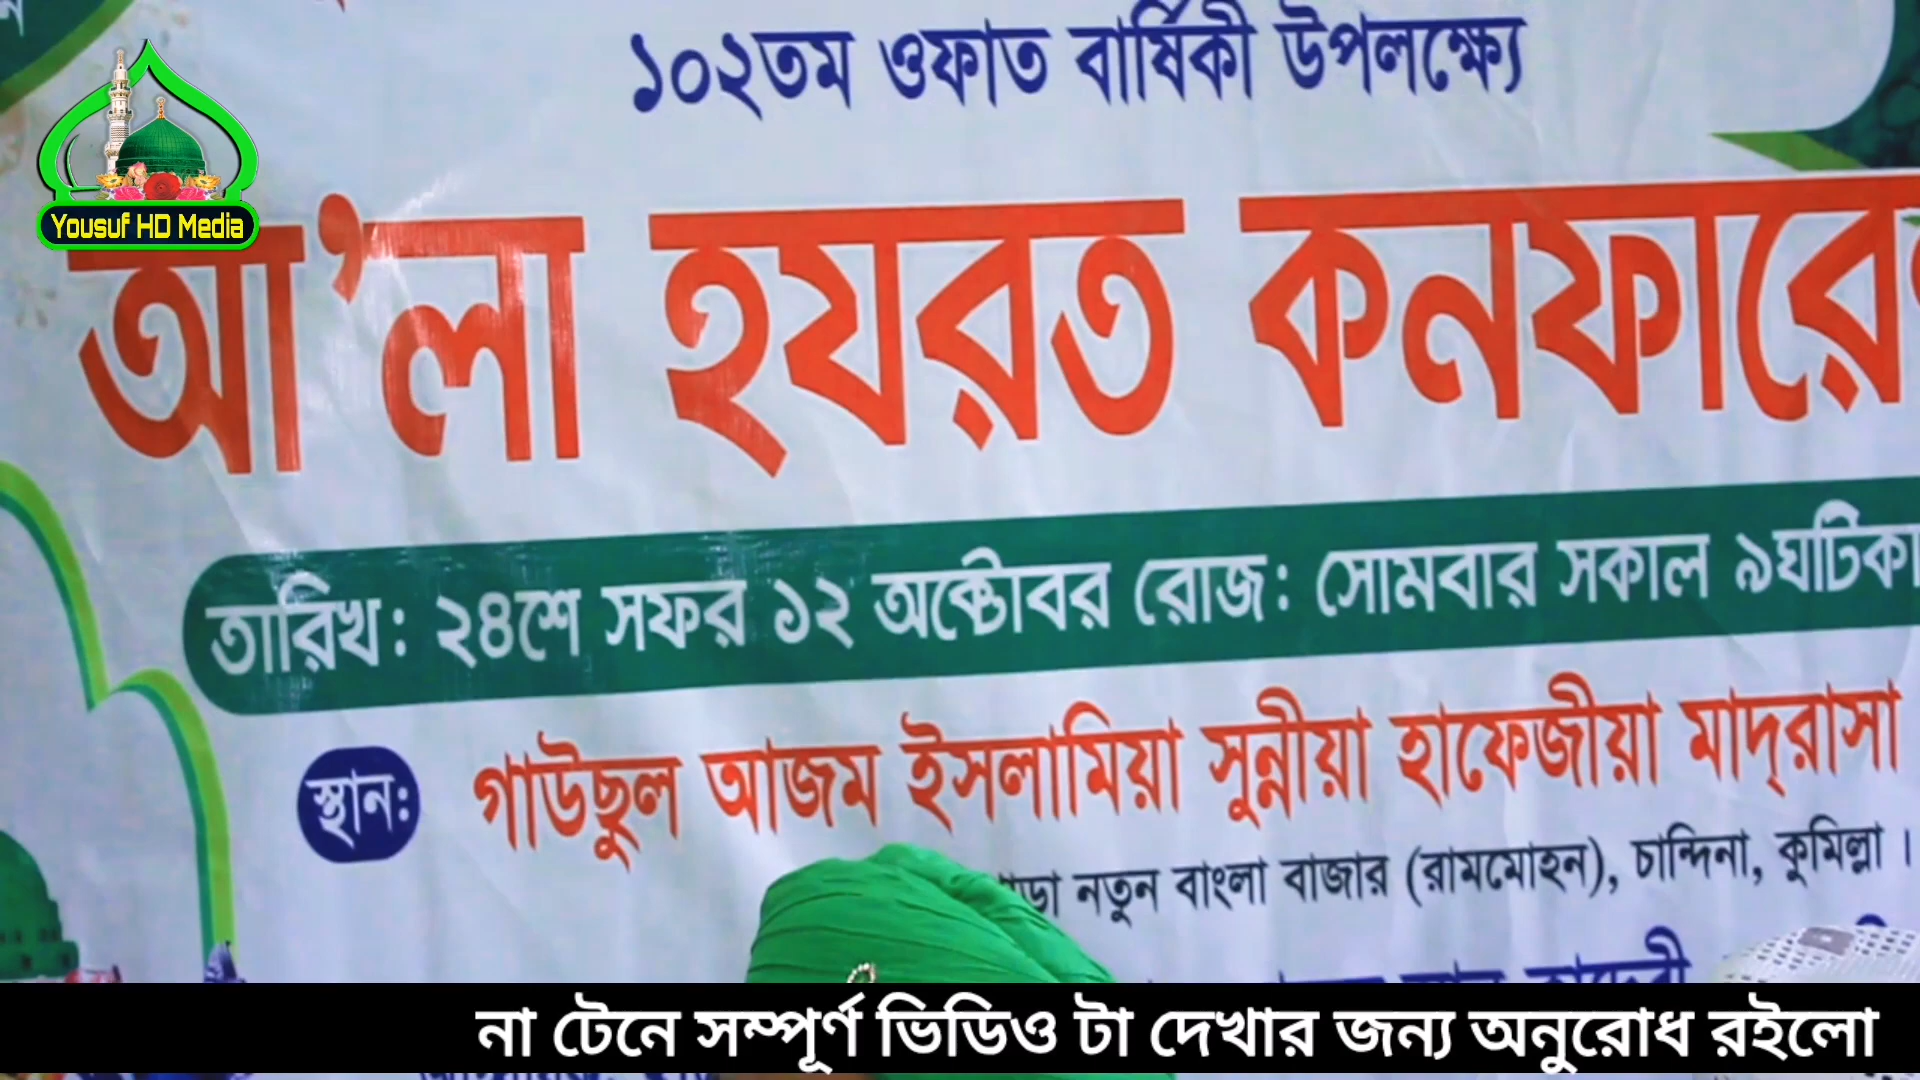 ১০২তম ওফাত বার্ষিকী উপলক্ষ্যে
Yousuf HD Media
আ'লা হযরত
তারিখ: ২৪শে সফর ১২ অক্টোবর রোজ: সোমবার সকাল ৯ঘটিকা
স্থান: গাউছুল আজম ইসলামিয়া সুন্নীয়া হাফেজীয়া মাদ্‌রাসা
নতুন বাংলা বাজার (রামমোহন), চান্দিনা, কুমিল্লা।
না টেনে সম্পূর্ণ ভিডিও টা দেখার জন্য অনুরোধ রইলো